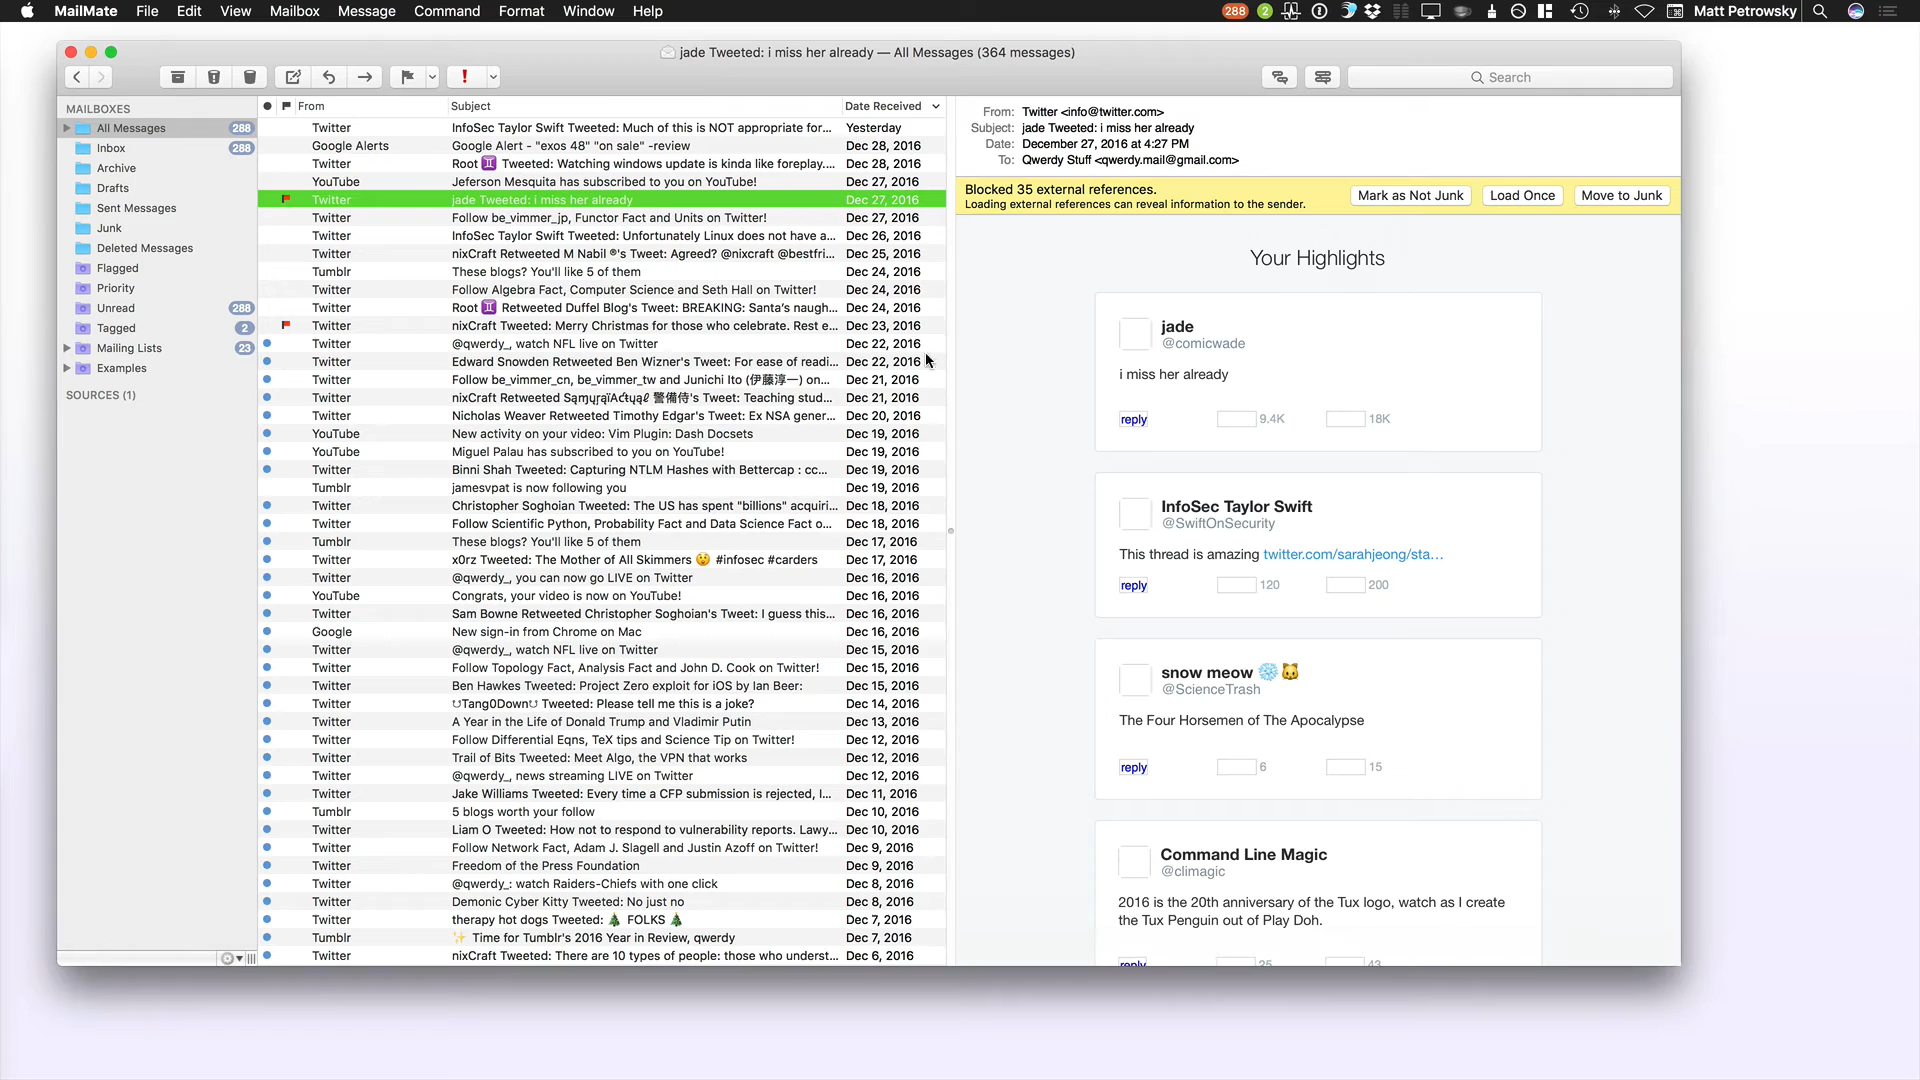 MailMate File Edit View Mailbox Message Command Format Window Help 288 2 Matt Petrowsky
jade Tweeted: i miss her already — All Messages (364 messages)
Search
MAILBOXES
All Messages 288
Inbox 288
Archive
Drafts
Sent Messages
Junk
Deleted Messages
Flagged
Priority
Unread 288
Tagged 2
Mailing Lists 23
Examples
SOURCES (1)
From Subject Date Received
Twitter InfoSec Taylor Swift Tweeted: Much of this is NOT appropriate for… Yesterday
Google Alerts Google Alert - "exos 48" "on sale" -review Dec 28, 2016
Twitter Root ♊ Tweeted: Watching windows update is kinda like foreplay.… Dec 28, 2016
YouTube Jeferson Mesquita has subscribed to you on YouTube! Dec 27, 2016
Twitter jade Tweeted: i miss her already Dec 27, 2016
Twitter Follow be_vimmer_jp, Functor Fact and Units on Twitter! Dec 27, 2016
Twitter InfoSec Taylor Swift Tweeted: Unfortunately Linux does not have a… Dec 26, 2016
Twitter nixCraft Retweeted M Nabil ®'s Tweet: Agreed? @nixcraft @bestfri… Dec 25, 2016
Tumblr These blogs? You'll like 5 of them Dec 24, 2016
Twitter Follow Algebra Fact, Computer Science and Seth Hall on Twitter! Dec 24, 2016
Twitter Root ♊ Retweeted Duffel Blog's Tweet: BREAKING: Santa's naugh… Dec 24, 2016
Twitter nixCraft Tweeted: Merry Christmas for those who celebrate. Rest e… Dec 23, 2016
Twitter @qwerdy_, watch NFL live on Twitter Dec 22, 2016
Twitter Edward Snowden Retweeted Ben Wizner's Tweet: For ease of readi… Dec 22, 2016
Twitter Follow be_vimmer_cn, be_vimmer_tw and Junichi Ito (伊藤淳一) on… Dec 21, 2016
Twitter nixCraft Retweeted 警備侍's Tweet: Teaching stud… Dec 21, 2016
Twitter Nicholas Weaver Retweeted Timothy Edgar's Tweet: Ex NSA gener… Dec 20, 2016
YouTube New activity on your video: Vim Plugin: Dash Docsets Dec 19, 2016
YouTube Miguel Palau has subscribed to you on YouTube! Dec 19, 2016
Twitter Binni Shah Tweeted: Capturing NTLM Hashes with Bettercap : cc… Dec 19, 2016
Tumblr jamesvpat is now following you Dec 19, 2016
Twitter Christopher Soghoian Tweeted: The US has spent "billions" acquiri… Dec 18, 2016
Twitter Follow Scientific Python, Probability Fact and Data Science Fact o… Dec 18, 2016
Tumblr These blogs? You'll like 5 of them Dec 17, 2016
Twitter x0rz Tweeted: The Mother of All Skimmers 😲 #infosec #carders Dec 17, 2016
Twitter @qwerdy_, you can now go LIVE on Twitter Dec 16, 2016
YouTube Congrats, your video is now on YouTube! Dec 16, 2016
Twitter Sam Bowne Retweeted Christopher Soghoian's Tweet: I guess this… Dec 16, 2016
Google New sign-in from Chrome on Mac Dec 16, 2016
Twitter @qwerdy_, watch NFL live on Twitter Dec 15, 2016
Twitter Follow Topology Fact, Analysis Fact and John D. Cook on Twitter! Dec 15, 2016
Twitter Ben Hawkes Tweeted: Project Zero exploit for iOS by Ian Beer: Dec 15, 2016
Twitter Tang0Down Tweeted: Please tell me this is a joke? Dec 14, 2016
Twitter A Year in the Life of Donald Trump and Vladimir Putin Dec 13, 2016
Twitter Follow Differential Eqns, TeX tips and Science Tip on Twitter! Dec 12, 2016
Twitter Trail of Bits Tweeted: Meet Algo, the VPN that works Dec 12, 2016
Twitter @qwerdy_, news streaming LIVE on Twitter Dec 12, 2016
Twitter Jake Williams Tweeted: Every time a CFP submission is rejected, I… Dec 11, 2016
Tumblr 5 blogs worth your follow Dec 10, 2016
Twitter Liam O Tweeted: How not to respond to vulnerability reports. Lawy… Dec 10, 2016
Twitter Follow Network Fact, Adam J. Slagell and Justin Azoff on Twitter! Dec 9, 2016
Twitter Freedom of the Press Foundation Dec 9, 2016
Twitter @qwerdy_: watch Raiders-Chiefs with one click Dec 8, 2016
Twitter Demonic Cyber Kitty Tweeted: No just no Dec 8, 2016
Twitter therapy hot dogs Tweeted: 🎄 FOLKS 🎄 Dec 7, 2016
Tumblr ✨ Time for Tumblr's 2016 Year in Review, qwerdy Dec 7, 2016
Twitter nixCraft Tweeted: There are 10 types of people: those who underst… Dec 6, 2016
From: Twitter <info@twitter.com>
Subject: jade Tweeted: i miss her already
Date: December 27, 2016 at 4:27 PM
To: Qwerdy Stuff <qwerdy.mail@gmail.com>
Blocked 35 external references.
Loading external references can reveal information to the sender.
Mark as Not Junk Load Once Move to Junk
Your Highlights
jade
@comicwade
i miss her already
reply 9.4K 18K
InfoSec Taylor Swift
@SwiftOnSecurity
This thread is amazing twitter.com/sarahjeong/sta…
reply 120 200
snow meow ❄️🐱
@ScienceTrash
The Four Horsemen of The Apocalypse
reply 6 15
Command Line Magic
@climagic
2016 is the 20th anniversary of the Tux logo, watch as I create
the Tux Penguin out of Play Doh.
reply 25 43